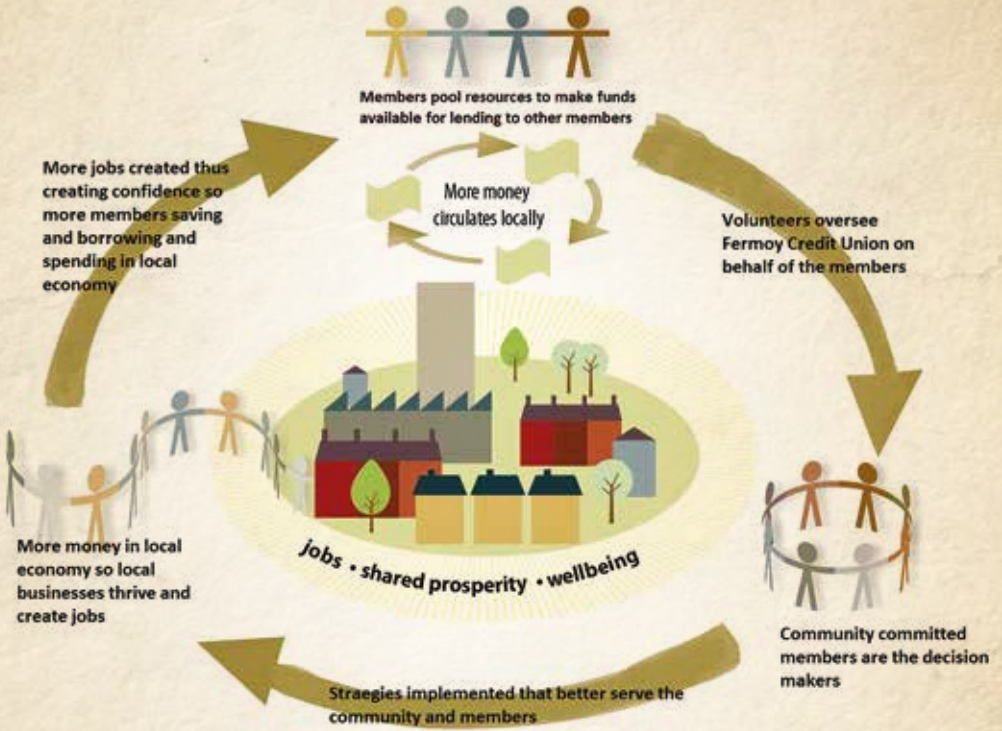 Members pool resources to make funds
available for lending to other members
More jobs created thus
creating confidence so
more members saving
and borrowing and
spending in local
economy
More money
circulates locally
Volunteers oversee
Fermoy Credit Union on
behalf of the members
jobs • shared prosperity • wellbeing
More money in local
economy so local
businesses thrive and
create jobs
Community committed
members are the decision
makers
Straegies implemented that better serve the
community and members